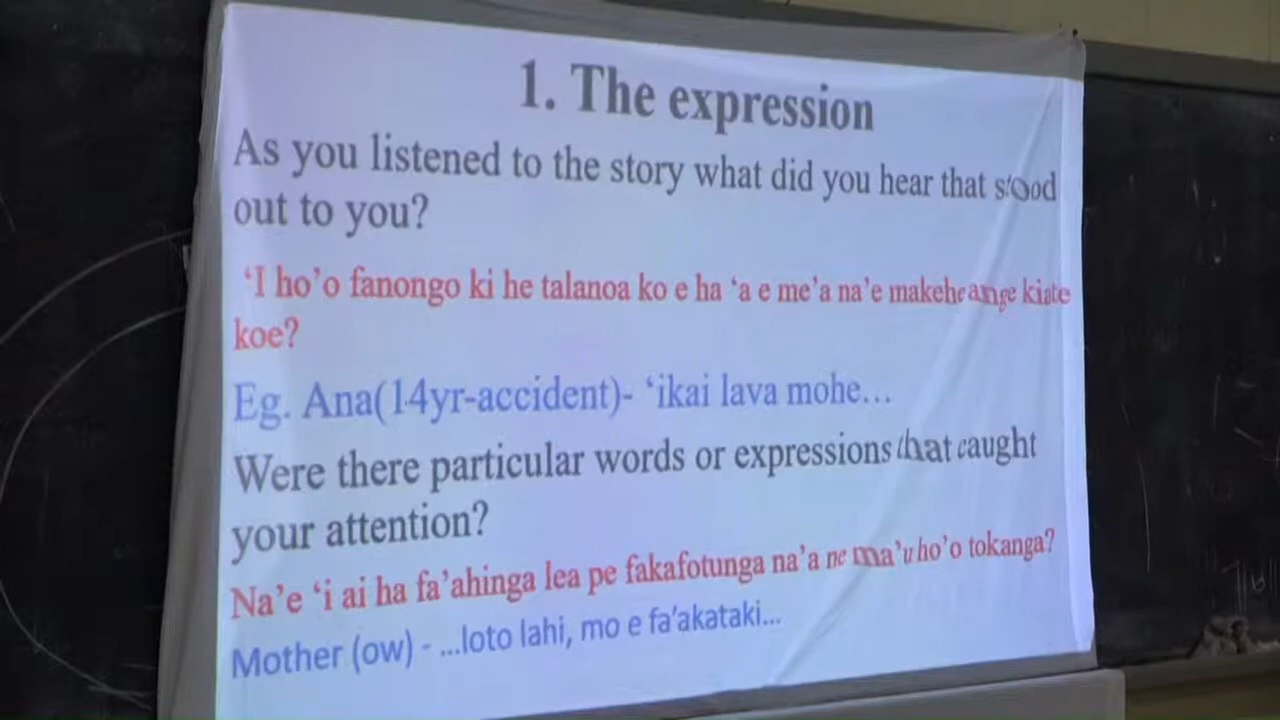 1. The expression
As you listened to the story what did you hear that stood
out to you?
‘I ho’o fanongo ki he talanoa ko e ha ‘a e me’a na’e makehe ange kiate
koe?
Eg. Ana(14yr-accident)- ‘ikai lava mohe...
Were there particular words or expressions that caught
your attention?
Na’e ‘i ai ha fa’ahinga lea pe fakafotunga na’a ne ma’u ho’o tokanga?
Mother (ow) - ...loto lahi, mo e fa’akataki...